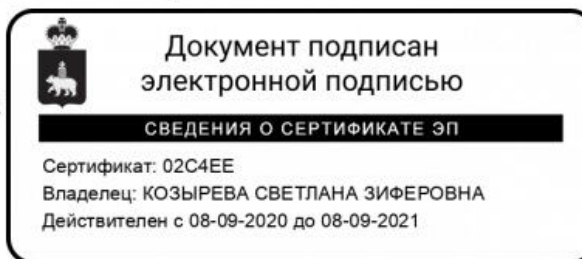 Документ подписан
электронной подписью
СВЕДЕНИЯ О СЕРТИФИКАТЕ ЭП
Сертификат: 02C4EE
Владелец: КОЗЫРЕВА СВЕТЛАНА ЗИФЕРОВНА
Действителен с 08-09-2020 до 08-09-2021